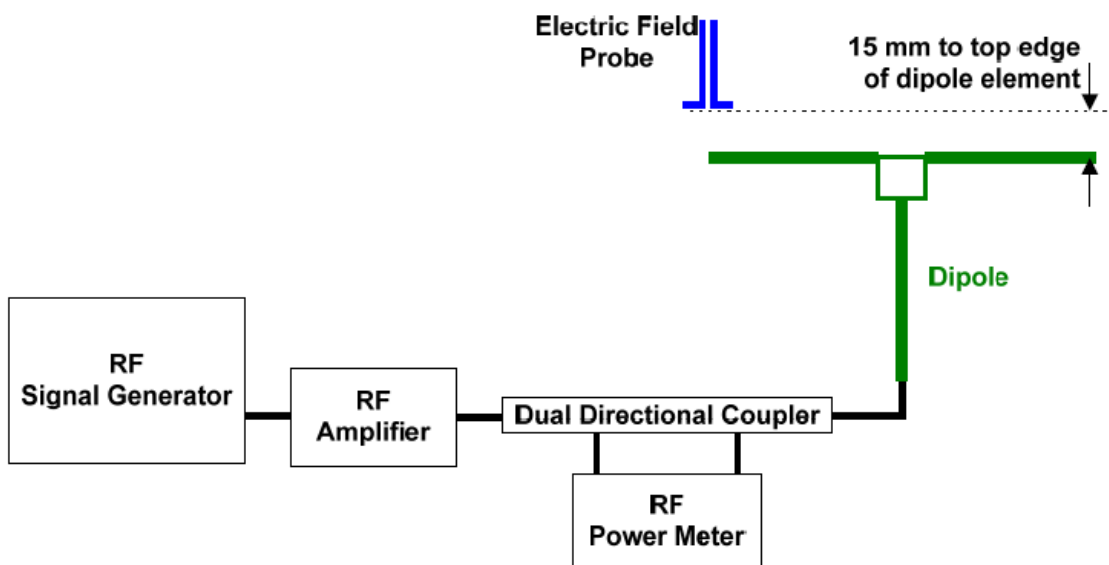 Electric Field
Probe
15 mm to top edge
of dipole element
Dipole
RF
Signal Generator
RF
Amplifier
Dual Directional Coupler
RF
Power Meter